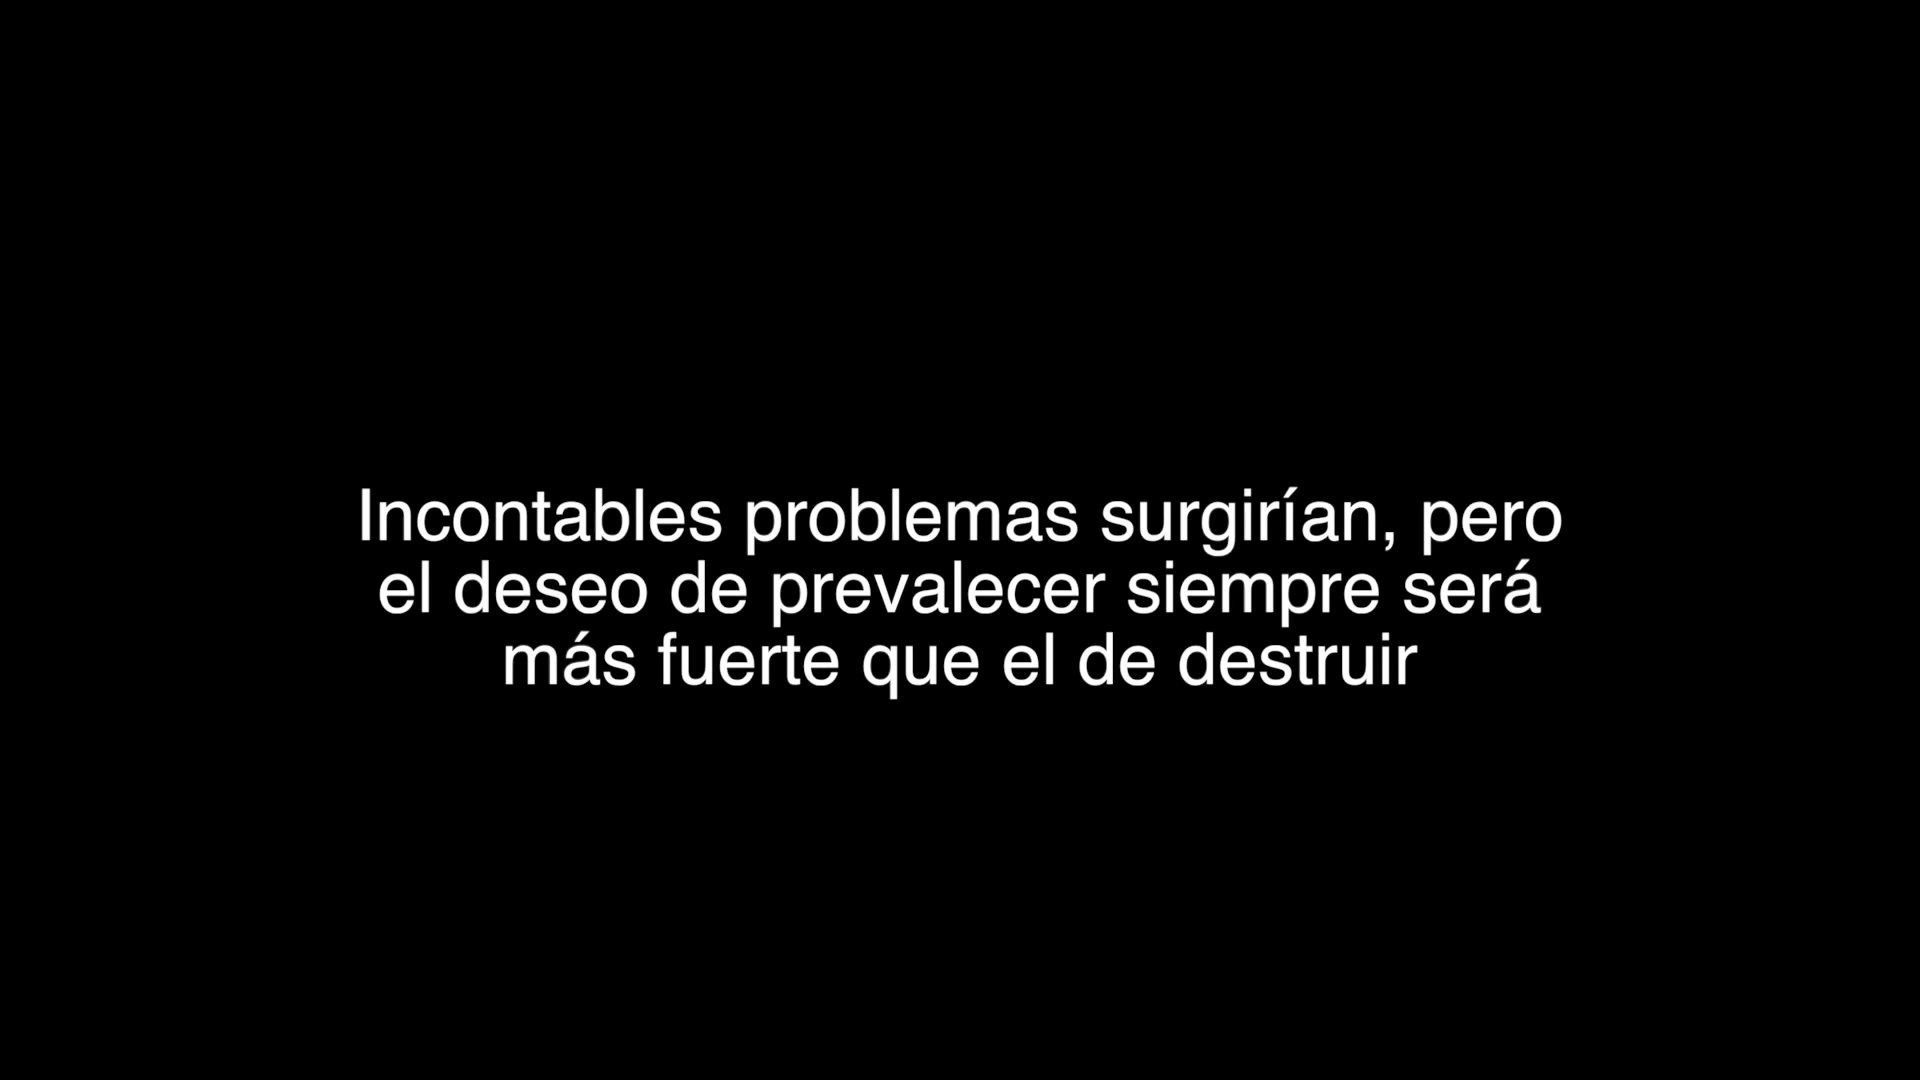 Incontables problemas surgirían, pero
el deseo de prevalecer siempre será
más fuerte que el de destruir